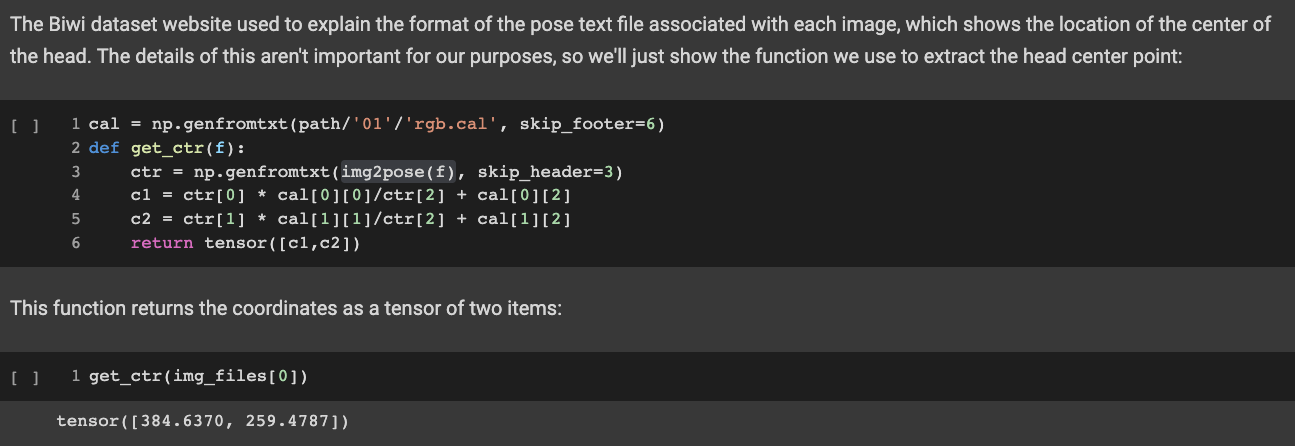 The Biwi dataset website used to explain the format of the pose text file associated with each image, which shows the location of the center of
the head. The details of this aren't important for our purposes, so we'll just show the function we use to extract the head center point:
[ ] 1 cal = np.genfromtxt(path/'01'/'rgb.cal', skip_footer=6)
2 def get_ctr(f):
3     ctr = np.genfromtxt(img2pose(f), skip_header=3)
4     c1 = ctr[0] * cal[0][0]/ctr[2] + cal[0][2]
5     c2 = ctr[1] * cal[1][1]/ctr[2] + cal[1][2]
6     return tensor([c1,c2])
This function returns the coordinates as a tensor of two items:
[ ] 1 get_ctr(img_files[0])
tensor([384.6370, 259.4787])